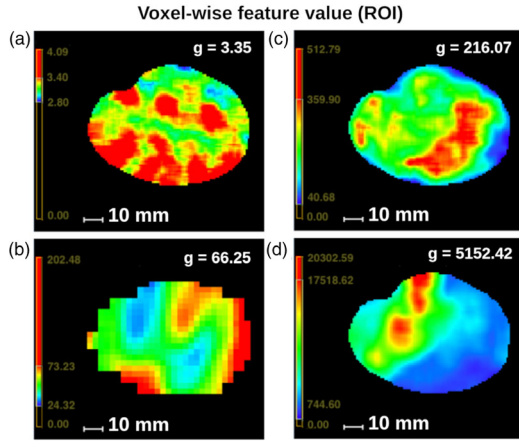 Voxel-wise feature value (ROI)
(a)
4.09
3.40
2.80
0.00
g = 3.35
10 mm
(c)
512.79
359.90
40.68
0.00
g = 216.07
10 mm
(b)
202.48
73.23
24.32
0.00
g = 66.25
10 mm
(d)
20302.59
17518.62
744.60
0.00
g = 5152.42
10 mm